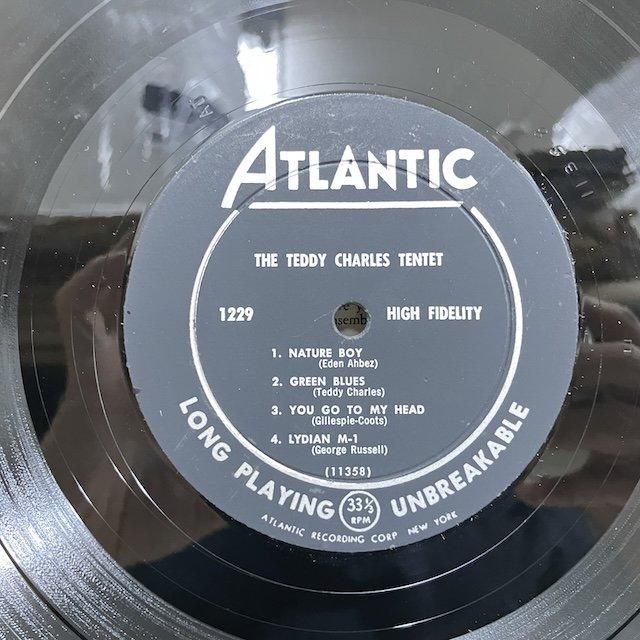 ATLANTIC
THE TEDDY CHARLES TENTET
1229
HIGH FIDELITY
semb
1. NATURE BOY
(Eden Ahbez)
2. GREEN BLUES
(Teddy Charles)
3. YOU GO TO MY HEAD
(Gillespie-Coots)
4. LYDIAN M-1
(George Russell)
(11358)
LONG PLAYING 33⅓ RPM UNBREAKABLE
ATLANTIC RECORDING CORP NEW YORK